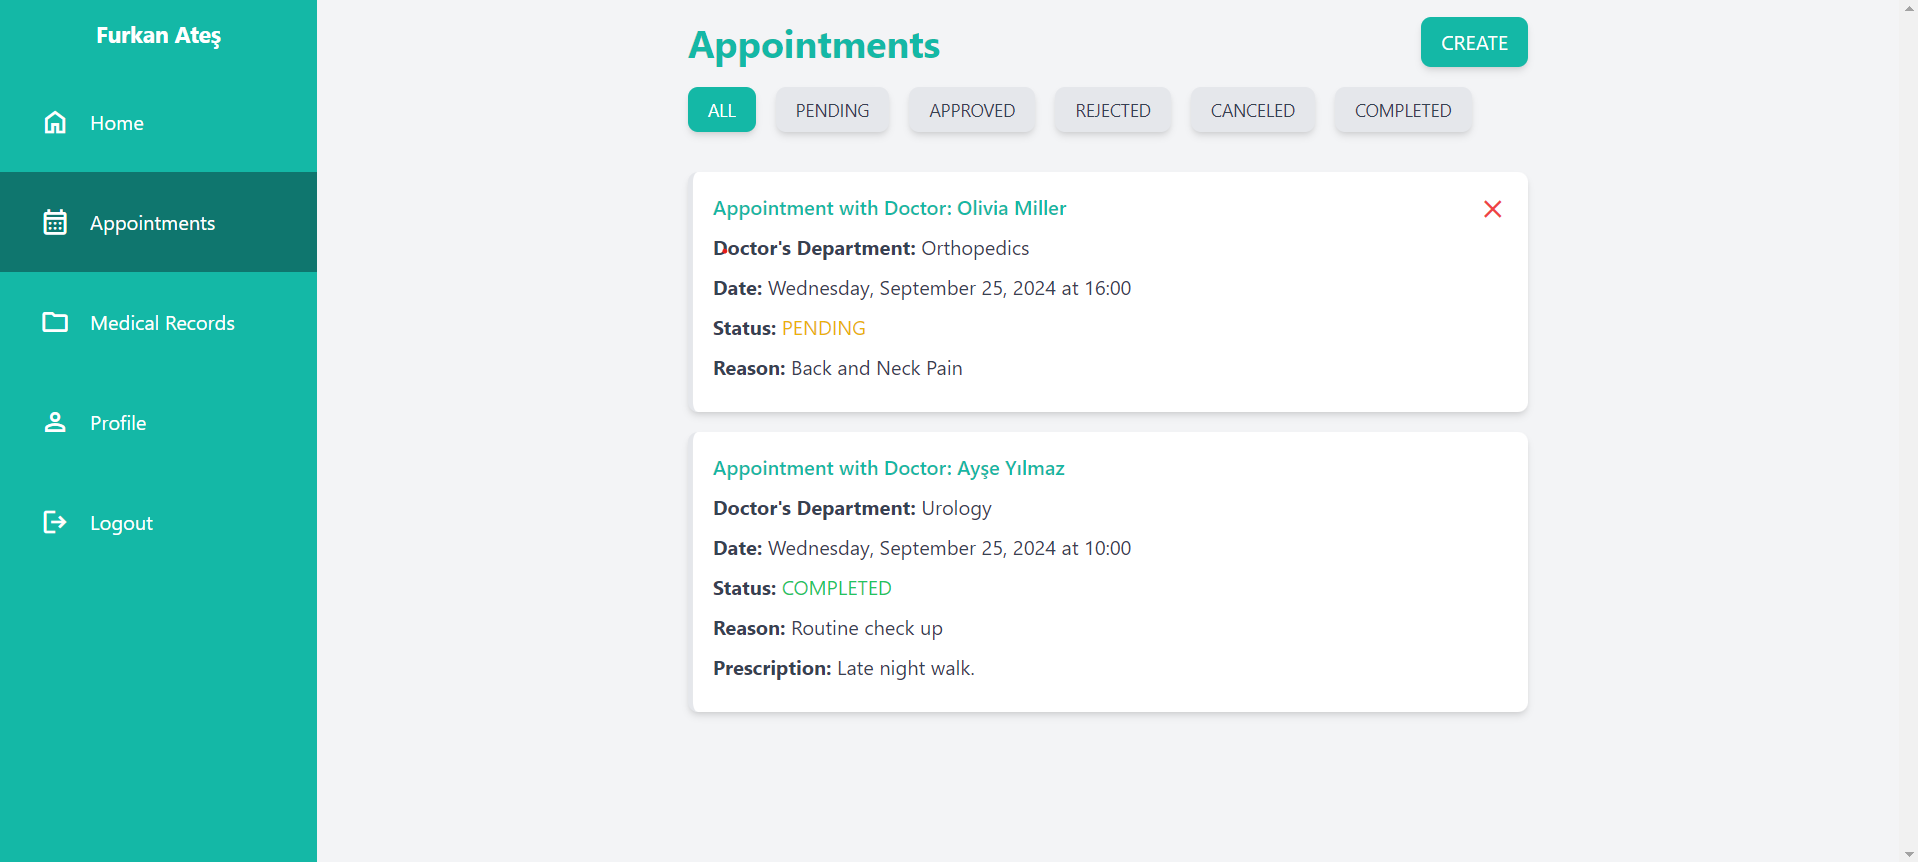 Furkan Ateş
Home
Appointments
Medical Records
Profile
Logout
Appointments
CREATE
ALL
PENDING
APPROVED
REJECTED
CANCELED
COMPLETED
Appointment with Doctor: Olivia Miller
Doctor's Department: Orthopedics
Date: Wednesday, September 25, 2024 at 16:00
Status: PENDING
Reason: Back and Neck Pain
Appointment with Doctor: Ayşe Yılmaz
Doctor's Department: Urology
Date: Wednesday, September 25, 2024 at 10:00
Status: COMPLETED
Reason: Routine check up
Prescription: Late night walk.